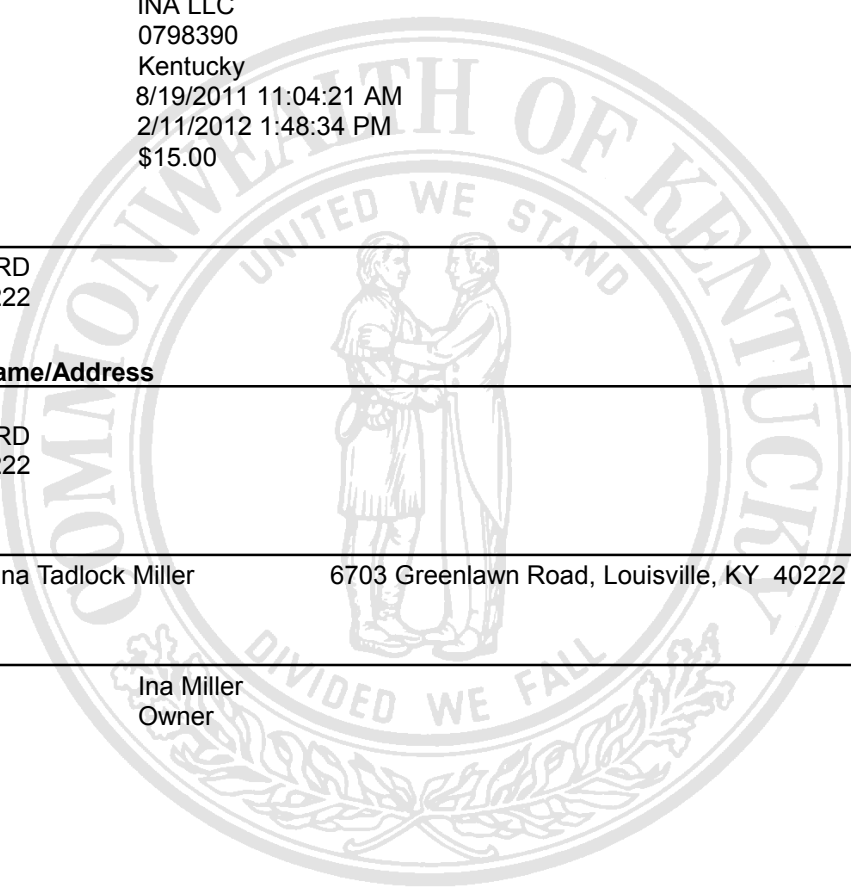 INA LLC
0798390
Kentucky
8/19/2011 11:04:21 AM
2/11/2012 1:48:34 PM
$15.00
COMMONWEALTH OF KENTUCKY
UNITED WE STAND
RD
222
ame/Address
RD
222
na Tadlock Miller 6703 Greenlawn Road, Louisville, KY 40222
DIVIDED WE FALL
Ina Miller
Owner